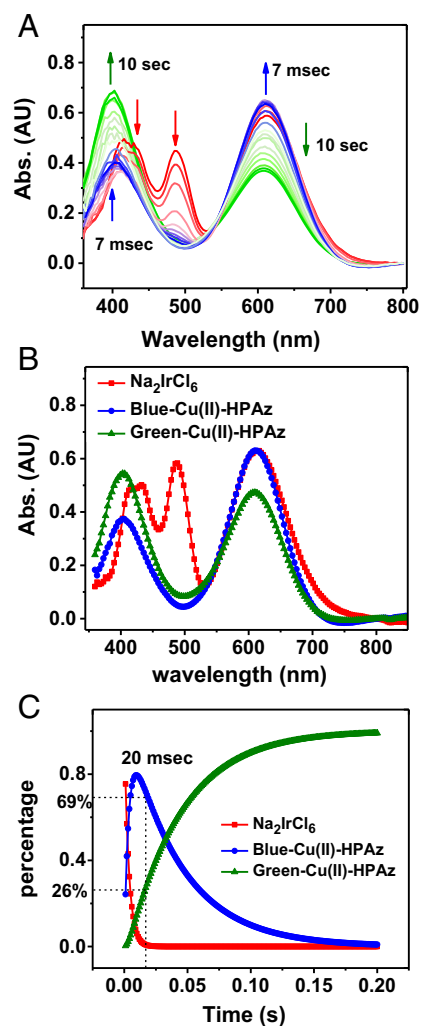 A
10 sec
7 msec
10 sec
7 msec
Abs. (AU)
0.8
0.6
0.4
0.2
0.0
400 500 600 700 800
Wavelength (nm)
B
Na₂IrCl₆
Blue-Cu(II)-HPAz
Green-Cu(II)-HPAz
Abs. (AU)
0.8
0.6
0.4
0.2
0.0
400 500 600 700 800
wavelength (nm)
C
20 msec
69%
26%
Na₂IrCl₆
Blue-Cu(II)-HPAz
Green-Cu(II)-HPAz
percentage
0.8
0.4
0.0
0.00 0.05 0.10 0.15 0.20
Time (s)